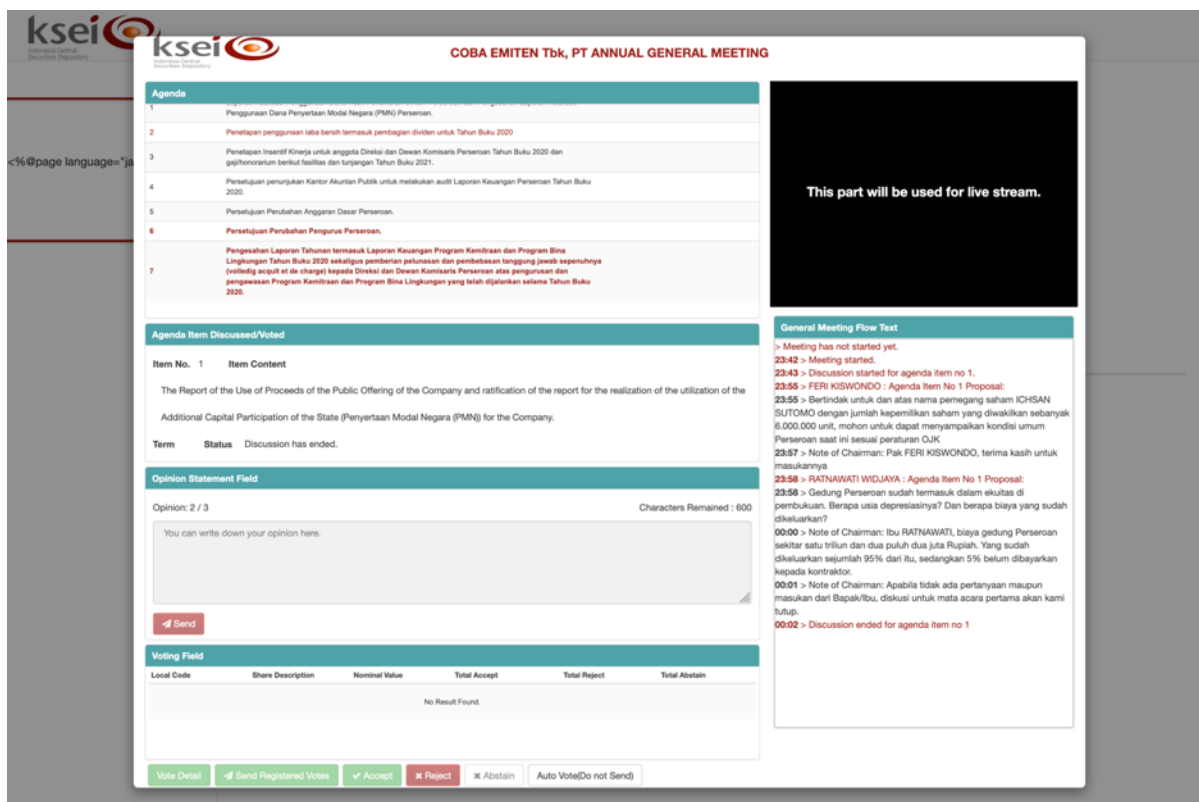 ksei
Indonesia Central
Securities Depository
<%@page language="ja
ksei
Indonesia Central
Securities Depository
COBA EMITEN Tbk, PT ANNUAL GENERAL MEETING
Agenda
1
Penggunaan Dana Penyertaan Modal Negara (PMN) Perseroan.
2 Penetapan penggunaan laba bersih termasuk pembagian dividen untuk Tahun Buku 2020
3 Penetapan Insentif Kinerja untuk anggota Direksi dan Dewan Komisaris Perseroan Tahun Buku 2020 dan
gaji/honorarium berikut fasilitas dan tunjangan Tahun Buku 2021.
4 Persetujuan penunjukan Kantor Akuntan Publik untuk melakukan audit Laporan Keuangan Perseroan Tahun Buku
2020.
5 Persetujuan Perubahan Anggaran Dasar Perseroan.
6 Persetujuan Perubahan Pengurus Perseroan.
7 Pengesahan Laporan Tahunan termasuk Laporan Keuangan Program Kemitraan dan Program Bina
Lingkungan Tahun Buku 2020 sekaligus pemberian pelunasan dan pembebasan tanggung jawab sepenuhnya
(volledig acquit et de charge) kepada Direksi dan Dewan Komisaris Perseroan atas pengurusan dan
pengawasan Program Kemitraan dan Program Bina Lingkungan yang telah dijalankan selama Tahun Buku
2020.
Agenda Item Discussed/Voted
Item No. 1 Item Content
The Report of the Use of Proceeds of the Public Offering of the Company and ratification of the report for the realization of the utilization of the
Additional Capital Participation of the State (Penyertaan Modal Negara (PMN)) for the Company.
Term Status Discussion has ended.
Opinion Statement Field
Opinion: 2 / 3 Characters Remained : 600
You can write down your opinion here.
Send
Voting Field
Local Code Share Description Nominal Value Total Accept Total Reject Total Abstain
No Result Found.
Vote Detail Send Registered Votes Accept Reject Abstain Auto Vote(Do not Send)
This part will be used for live stream.
General Meeting Flow Text
> Meeting has not started yet.
23:42 > Meeting started.
23:43 > Discussion started for agenda item no 1.
23:55 > FERI KISWONDO : Agenda Item No 1 Proposal:
23:55 > Bertindak untuk dan atas nama pemegang saham ICHSAN
SUTOMO dengan jumlah kepemilikan saham yang diwakilkan sebanyak
6.000.000 unit, mohon untuk dapat menyampaikan kondisi umum
Perseroan saat ini sesuai peraturan OJK
23:57 > Note of Chairman: Pak FERI KISWONDO, terima kasih untuk
masukannya
23:58 > RATNAWATI WIDJAYA : Agenda Item No 1 Proposal:
23:58 > Gedung Perseroan sudah termasuk dalam ekuitas di
pembukuan. Berapa usia depresiasinya? Dan berapa biaya yang sudah
dikeluarkan?
00:00 > Note of Chairman: Ibu RATNAWATI, biaya gedung Perseroan
sekitar satu triliun dan dua puluh dua juta Rupiah. Yang sudah
dikeluarkan sejumlah 95% dari itu, sedangkan 5% belum dibayarkan
kepada kontraktor.
00:01 > Note of Chairman: Apabila tidak ada pertanyaan maupun
masukan dari Bapak/Ibu, diskusi untuk mata acara pertama akan kami
tutup.
00:02 > Discussion ended for agenda item no 1